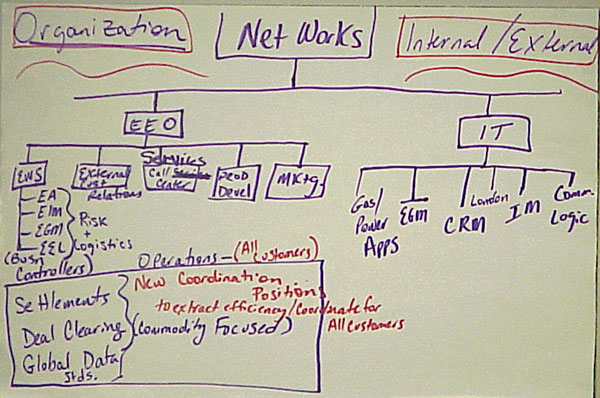 Organization
Net Works
Internal/External
EEO
IT
EWS
External
Cust
Relations
Services
Call
Center
Prod
Devel
Mktg.
Gas/
Power
Apps
EGM
CRM
London
IM
Comm.
Logic
EA
EIM
EGM
EEL
Risk
+
Logistics
(Busn
Controllers)
Operations - (All
Customers)
Settlements
Deal Clearing
Global Data
Stds.
New Coordination
Positions
to extract efficiency/Coordinate for
All Customers
(Commodity Focused)